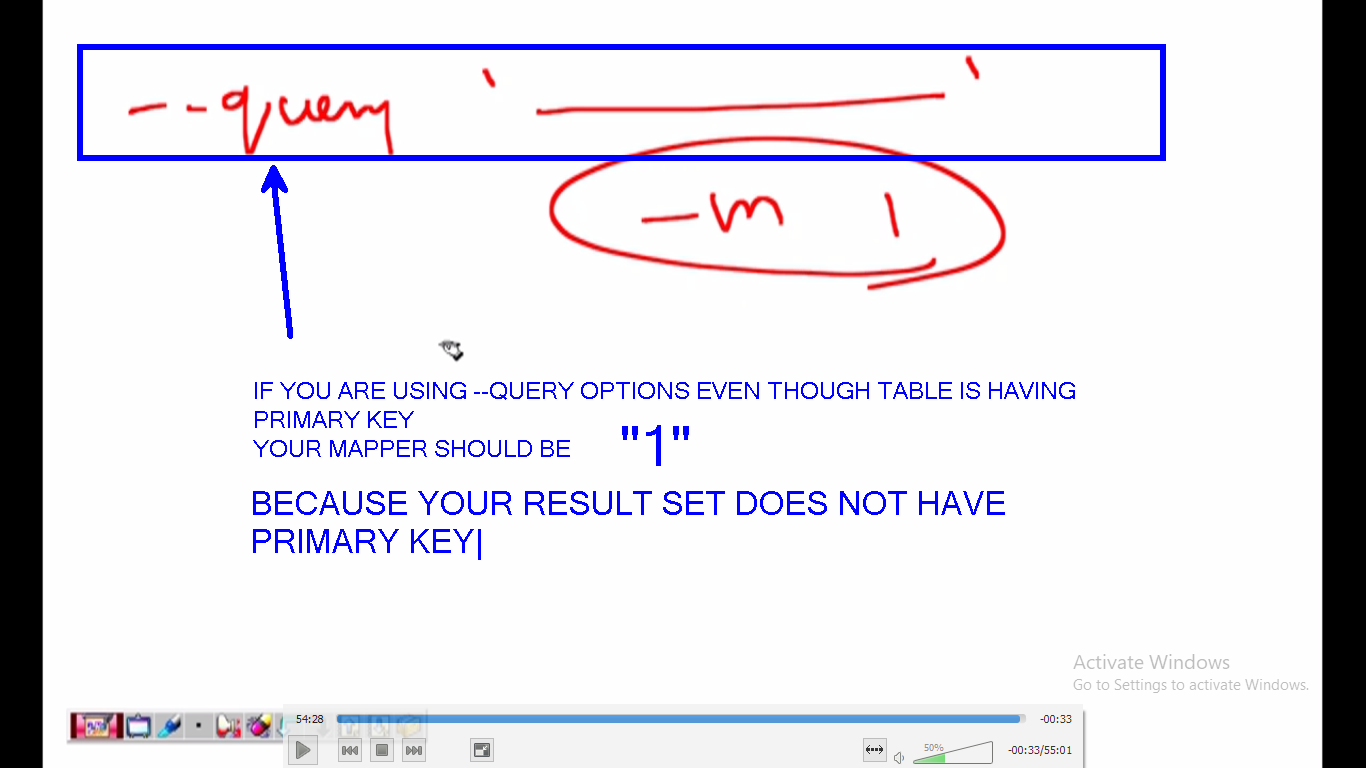 --query ' '
-m 1
IF YOU ARE USING --QUERY OPTIONS EVEN THOUGH TABLE IS HAVING
PRIMARY KEY
YOUR MAPPER SHOULD BE "1"
BECAUSE YOUR RESULT SET DOES NOT HAVE
PRIMARY KEY
Activate Windows
Go to Settings to activate Windows.
54:28 -00:33
50% -00:33/55:01